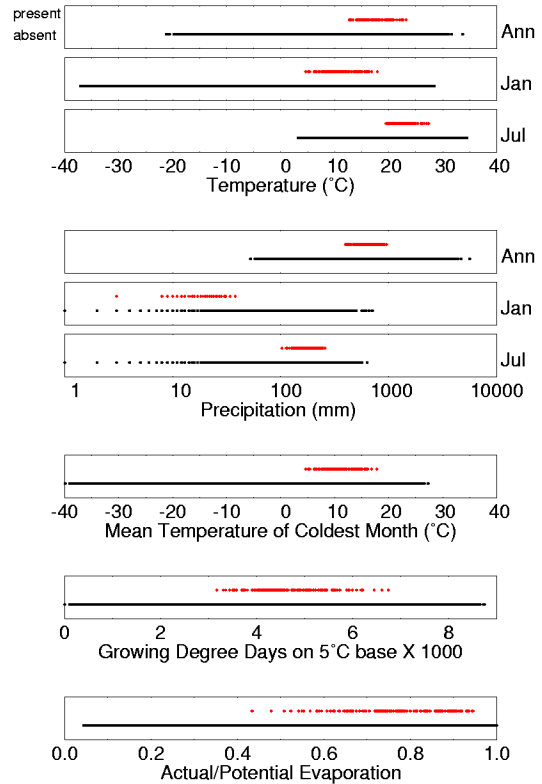 present
absent
Ann
Jan
Jul
-40 -30 -20 -10 0 10 20 30 40
Temperature (˚C)
Ann
Jan
Jul
1 10 100 1000 10000
Precipitation (mm)
-40 -30 -20 -10 0 10 20 30 40
Mean Temperature of Coldest Month (˚C)
0 2 4 6 8
Growing Degree Days on 5˚C base X 1000
0.0 0.2 0.4 0.6 0.8 1.0
Actual/Potential Evaporation